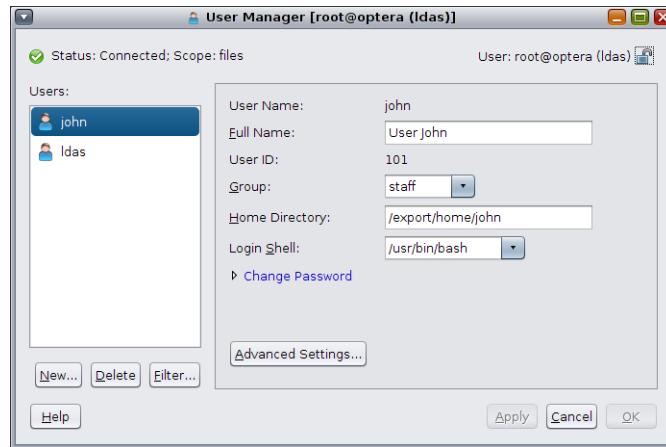 User Manager [root@optera (ldas)]
Status: Connected; Scope: files
User: root@optera (ldas)
Users:
john
ldas
User Name: john
Full Name: User John
User ID: 101
Group: staff
Home Directory: /export/home/john
Login Shell: /usr/bin/bash
Change Password
Advanced Settings...
New... Delete Filter...
Help Apply Cancel OK